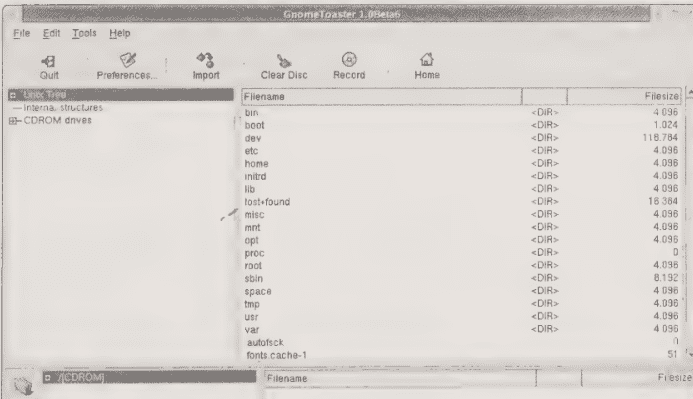 GnomeToaster 1.0Beta6
File Edit Tools Help
Quit Preferences... Import Clear Disc Record Home
Unix Tree
Internal structures
CDROM drives
Filename Filesize
bin <DIR> 4.096
boot <DIR> 1.024
dev <DIR> 118.784
etc <DIR> 4.096
home <DIR> 4.096
initrd <DIR> 4.096
lib <DIR> 4.096
lost+found <DIR> 16.384
misc <DIR> 4.096
mnt <DIR> 4.096
opt <DIR> 4.096
proc <DIR> 0
root <DIR> 4.096
sbin <DIR> 8.192
space <DIR> 4.096
tmp <DIR> 4.096
usr <DIR> 4.096
var <DIR> 4.096
autofsck 0
fonts.cache-1 51
/[CDROM]
Filename Filesize